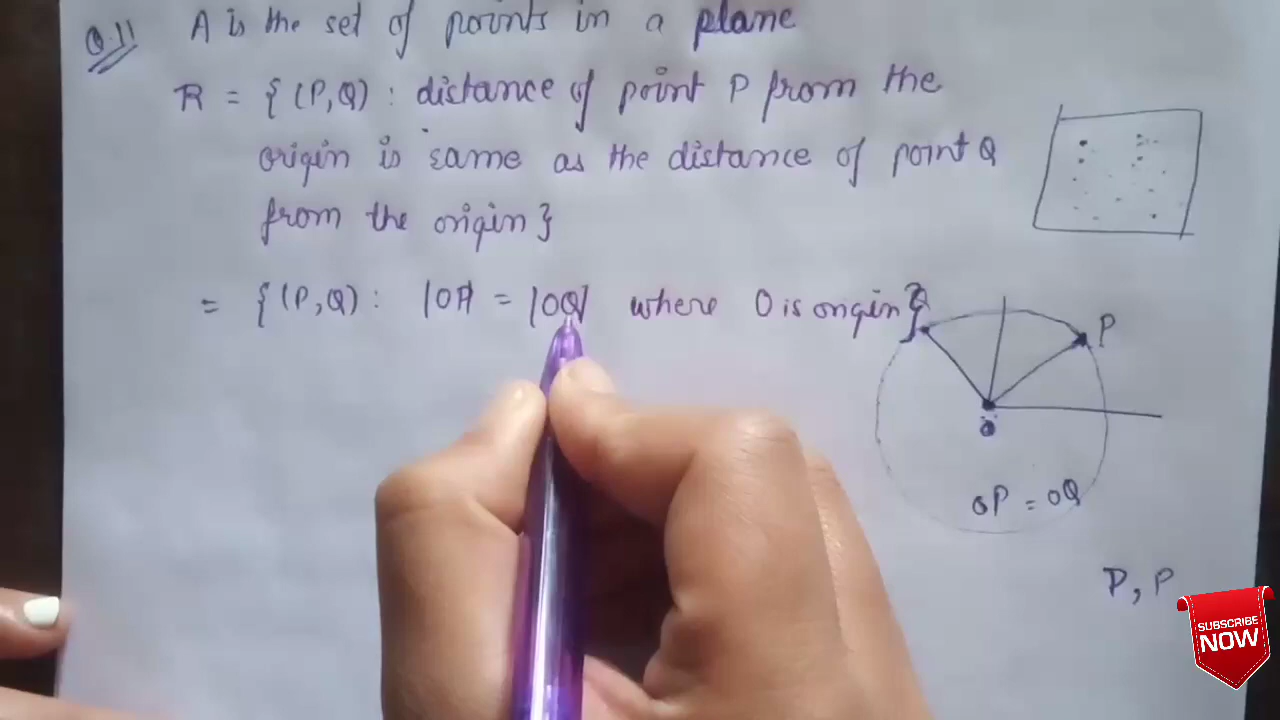 Q.11 A is the set of points in a plane
R = {(P,Q) : distance of point P from the
origin is same as the distance of point Q
from the origin}
= {(P,Q) : |OP| = |OQ| where O is origin}
Q
P
O
OP = OQ
P, P
SUBSCRIBE
NOW